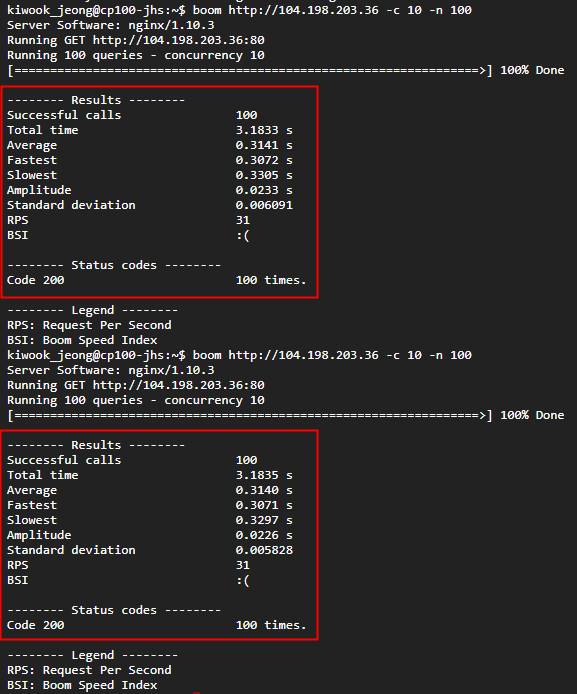 kiwook_jeong@cp100-jhs:~$ boom http://104.198.203.36 -c 10 -n 100
Server Software: nginx/1.10.3
Running GET http://104.198.203.36:80
Running 100 queries - concurrency 10
[=================================================================>] 100% Done
-------- Results --------
Successful calls 100
Total time 3.1833 s
Average 0.3141 s
Fastest 0.3072 s
Slowest 0.3305 s
Amplitude 0.0233 s
Standard deviation 0.006091
RPS 31
BSI :(
-------- Status codes --------
Code 200 100 times.
-------- Legend --------
RPS: Request Per Second
BSI: Boom Speed Index
kiwook_jeong@cp100-jhs:~$ boom http://104.198.203.36 -c 10 -n 100
Server Software: nginx/1.10.3
Running GET http://104.198.203.36:80
Running 100 queries - concurrency 10
[=================================================================>] 100% Done
-------- Results --------
Successful calls 100
Total time 3.1835 s
Average 0.3140 s
Fastest 0.3071 s
Slowest 0.3297 s
Amplitude 0.0226 s
Standard deviation 0.005828
RPS 31
BSI :(
-------- Status codes --------
Code 200 100 times.
-------- Legend --------
RPS: Request Per Second
BSI: Boom Speed Index